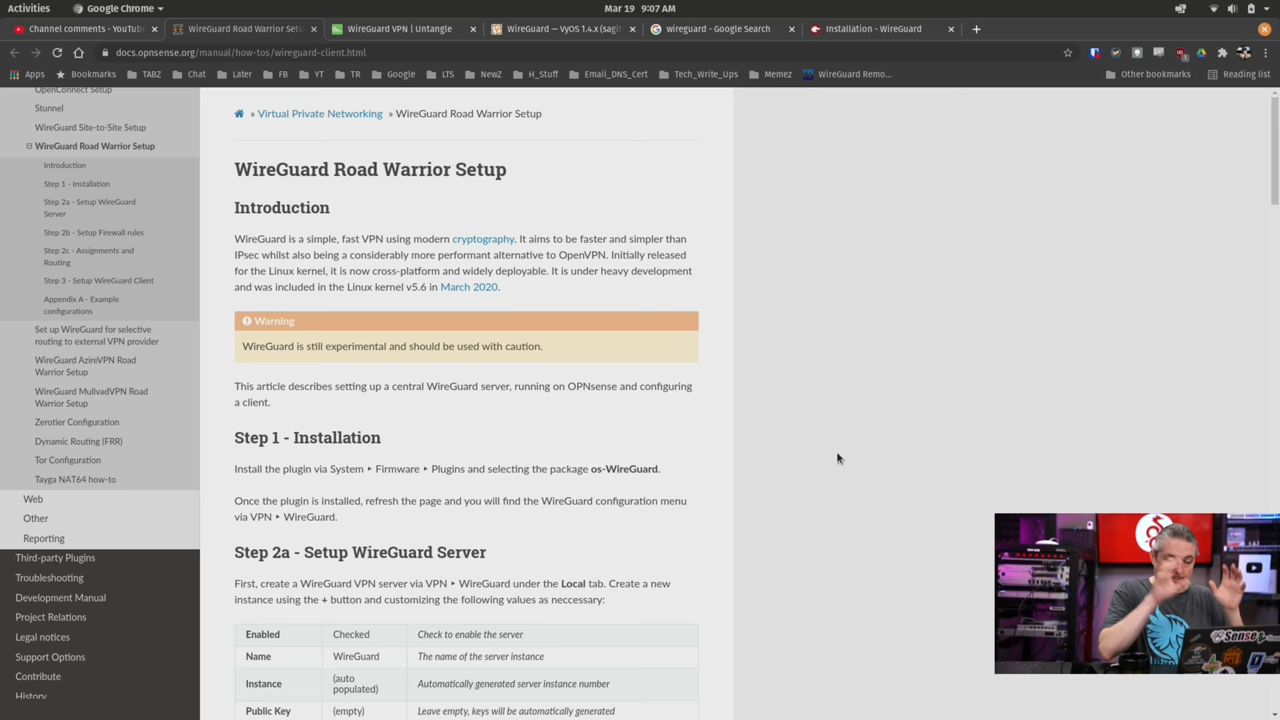 Activities
Google Chrome
Mar 19 9:07 AM
Channel comments - YouTu
WireGuard Road Warrior Set
WireGuard VPN | Untangle
WireGuard — VyOS 1.4.x (sag
wireguard - Google Search
Installation - WireGuard
docs.opnsense.org/manual/how-tos/wireguard-client.html
Apps
Bookmarks
TABZ
Chat
Later
FB
YT
TR
Google
LTS
NewZ
H_Stuff
Email_DNS_Cert
Tech_Write_Ups
Memez
WireGuard Remo...
Other bookmarks
Reading list
OpenConnect Setup
Stunnel
WireGuard Site-to-Site Setup
WireGuard Road Warrior Setup
Introduction
Step 1 - Installation
Step 2a - Setup WireGuard
Server
Step 2b - Setup Firewall rules
Step 2c - Assignments and
Routing
Step 3 - Setup WireGuard Client
Appendix A - Example
configurations
Set up WireGuard for selective
routing to external VPN provider
WireGuard AzireVPN Road
Warrior Setup
WireGuard MullvadVPN Road
Warrior Setup
Zerotier Configuration
Dynamic Routing (FRR)
Tor Configuration
Tayga NAT64 how-to
Web
Other
Reporting
Third-party Plugins
Troubleshooting
Development Manual
Project Relations
Legal notices
Support Options
Contribute
History
» Virtual Private Networking » WireGuard Road Warrior Setup
WireGuard Road Warrior Setup
Introduction
WireGuard is a simple, fast VPN using modern cryptography. It aims to be faster and simpler than
IPsec whilst also being a considerably more performant alternative to OpenVPN. Initially released
for the Linux kernel, it is now cross-platform and widely deployable. It is under heavy development
and was included in the Linux kernel v5.6 in March 2020.
Warning
WireGuard is still experimental and should be used with caution.
This article describes setting up a central WireGuard server, running on OPNsense and configuring
a client.
Step 1 - Installation
Install the plugin via System ‣ Firmware ‣ Plugins and selecting the package os-WireGuard.
Once the plugin is installed, refresh the page and you will find the WireGuard configuration menu
via VPN ‣ WireGuard.
Step 2a - Setup WireGuard Server
First, create a WireGuard VPN server via VPN ‣ WireGuard under the Local tab. Create a new
instance using the + button and customizing the following values as neccessary:
Enabled Checked Check to enable the server
Name WireGuard The name of the server instance
Instance (auto populated) Automatically generated server instance number
Public Key (empty) Leave empty, keys will be automatically generated